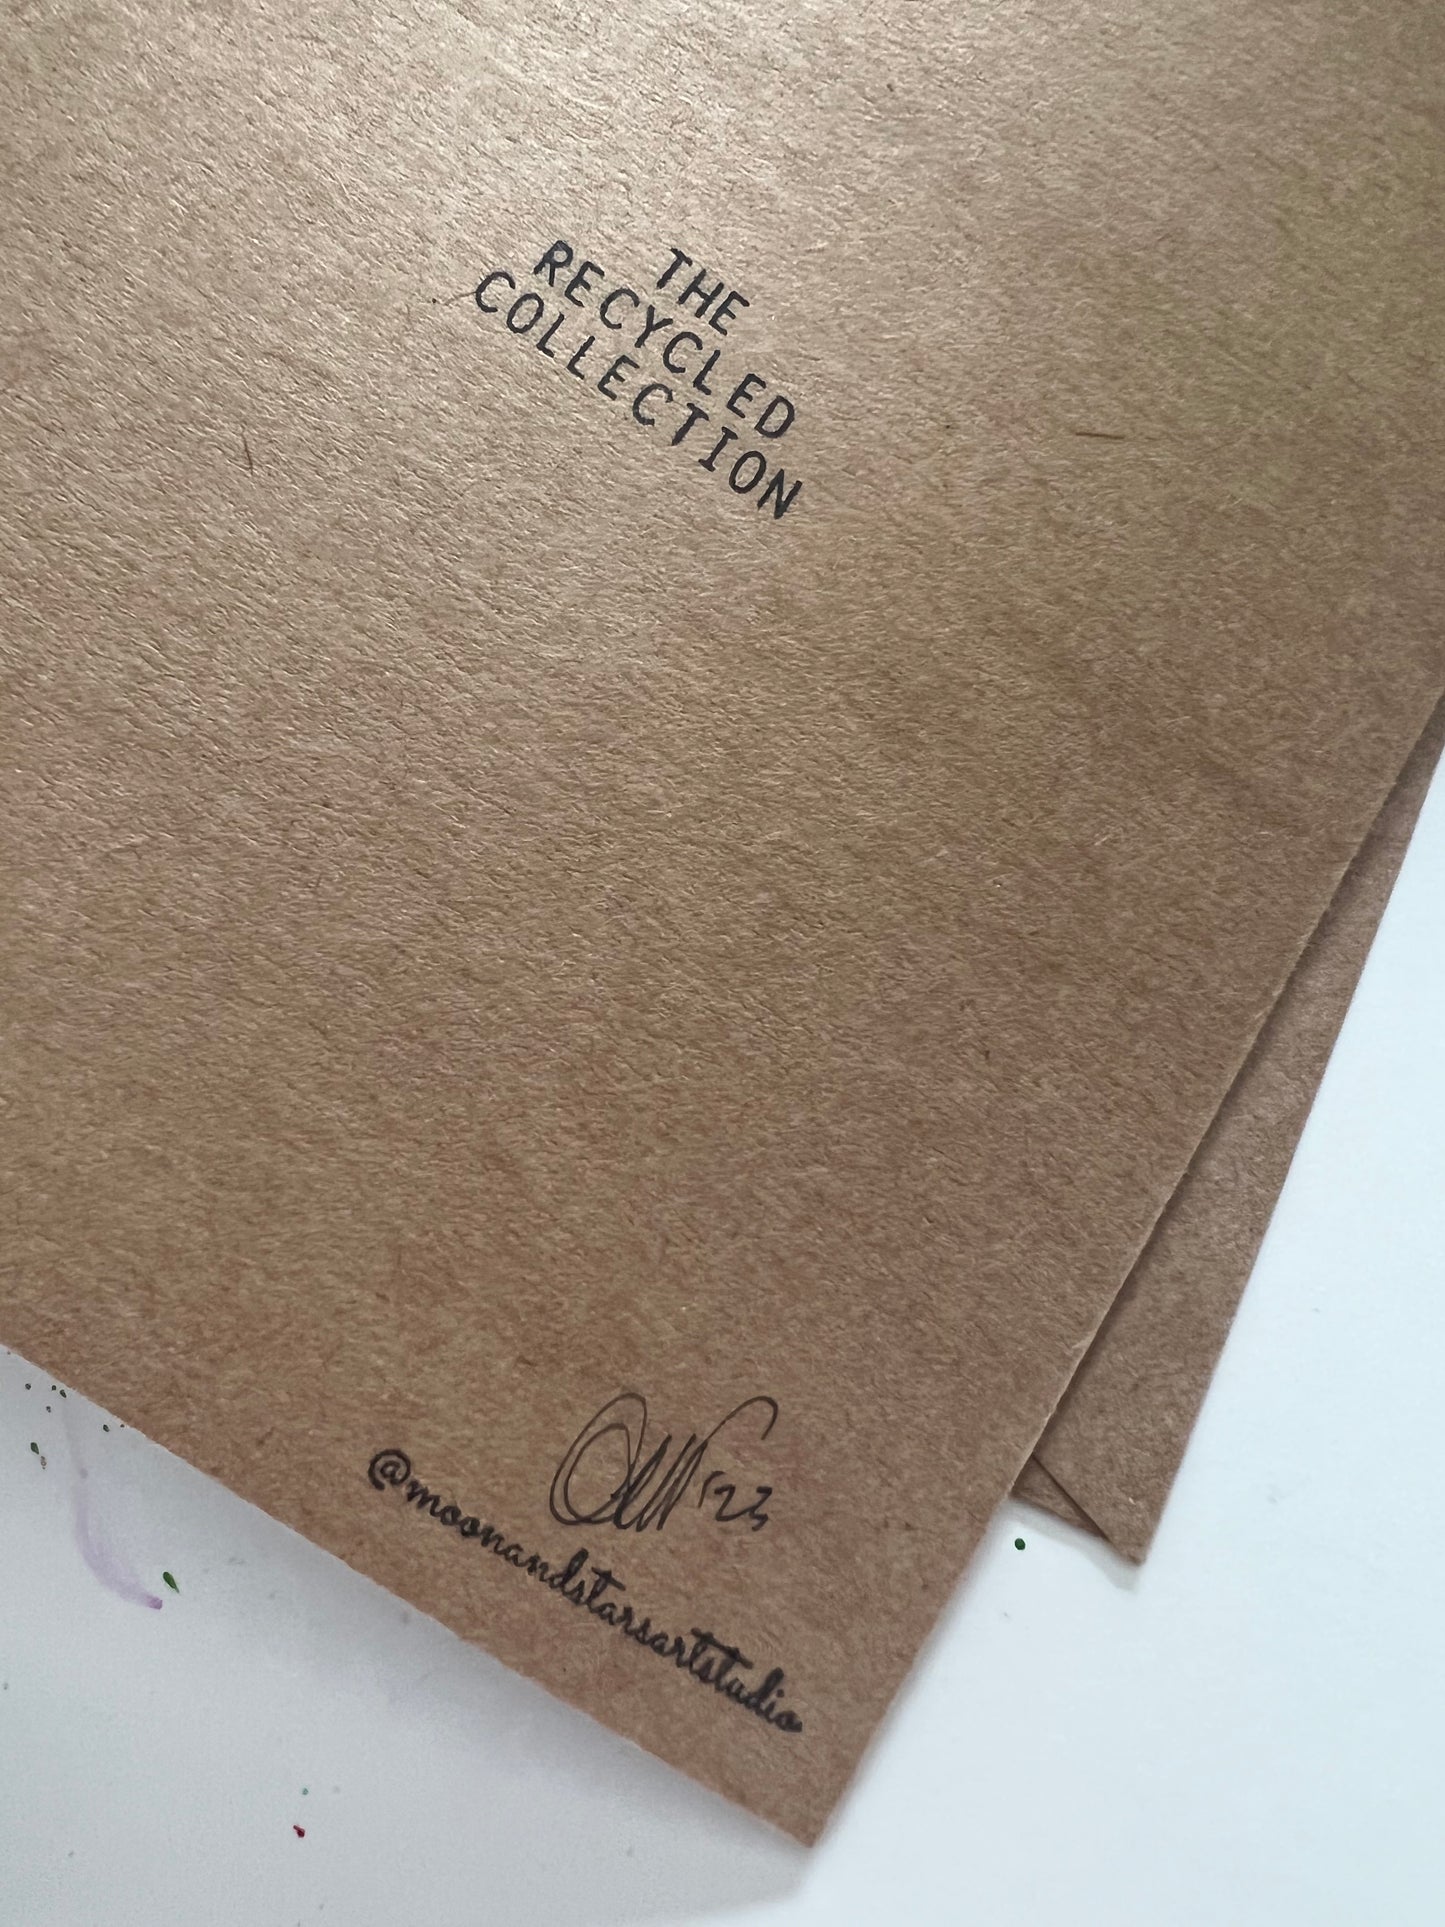 THE
RECYCLED
COLLECTION
'23
@moonandstarsartstudio